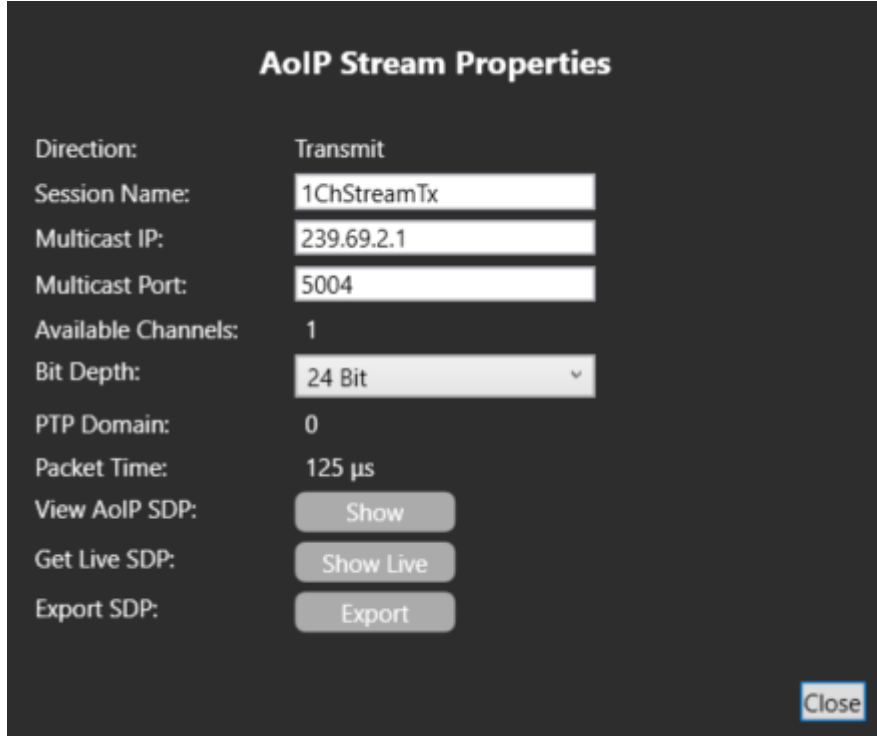 AoIP Stream Properties
Direction: Transmit
Session Name: 1ChStreamTx
Multicast IP: 239.69.2.1
Multicast Port: 5004
Available Channels: 1
Bit Depth: 24 Bit
PTP Domain: 0
Packet Time: 125 µs
View AoIP SDP: Show
Get Live SDP: Show Live
Export SDP: Export
Close